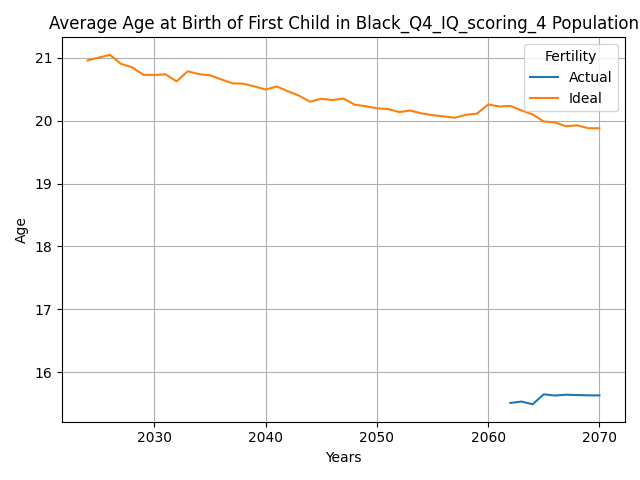 Average Age at Birth of First Child in Black_Q4_IQ_scoring_4 Population
Fertility
Actual
Ideal
21
20
19
18
17
16
Age
2030
2040
2050
2060
2070
Years